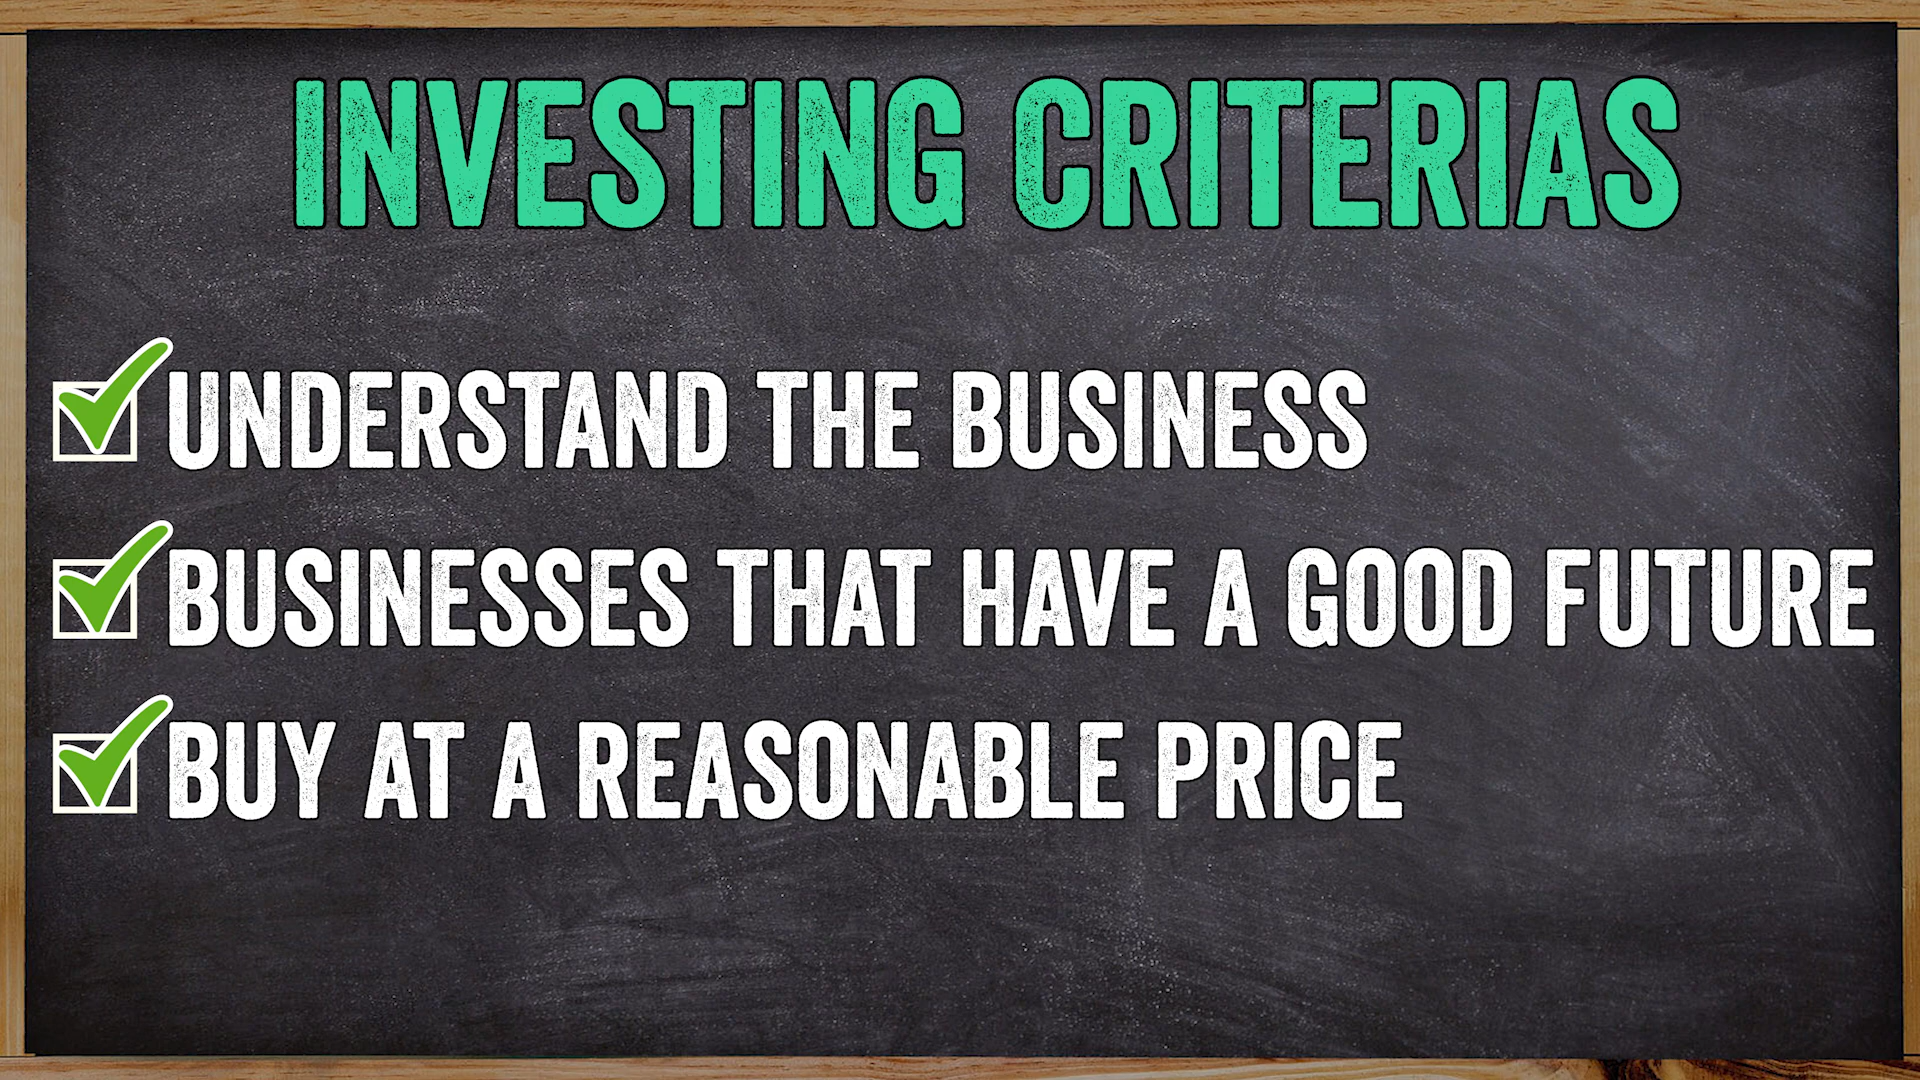 INVESTING CRITERIAS
UNDERSTAND THE BUSINESS
BUSINESSES THAT HAVE A GOOD FUTURE
BUY AT A REASONABLE PRICE